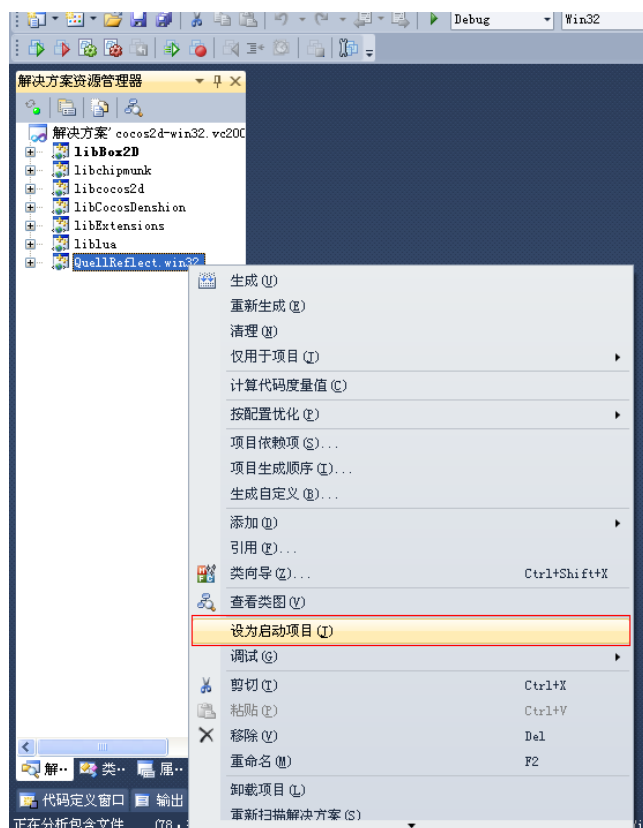 Debug
Win32
解决方案资源管理器
解决方案'cocos2d-win32.vc200
libBox2D
libchipmunk
libcocos2d
libCocosDenshion
libExtensions
liblua
QuellReflect.win32
生成(U)
重新生成(E)
清理(N)
仅用于项目(J)
计算代码度量值(C)
按配置优化(P)
项目依赖项(S)...
项目生成顺序(I)...
生成自定义(B)...
添加(D)
引用(F)...
类向导(Z)... Ctrl+Shift+X
查看类图(V)
设为启动项目(T)
调试(G)
剪切(T) Ctrl+X
粘贴(P) Ctrl+V
移除(V) Del
重命名(M) F2
卸载项目(L)
重新扫描解决方案(S)
解.. 类.. 属..
代码定义窗口 输出
正在分析包含文件 (78，